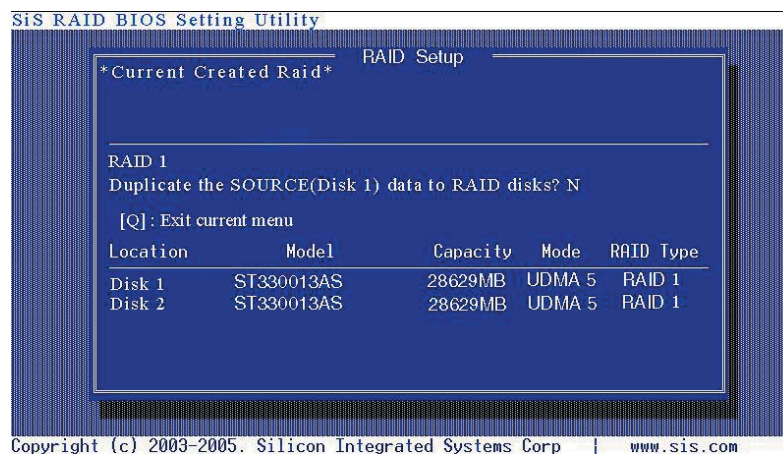 SiS RAID BIOS Setting Utility
RAID Setup
*Current Created Raid*
RAID 1
Duplicate the SOURCE(Disk 1) data to RAID disks? N
[Q] : Exit current menu
Location Model Capacity Mode RAID Type
Disk 1 ST330013AS 28629MB UDMA 5 RAID 1
Disk 2 ST330013AS 28629MB UDMA 5 RAID 1
Copyright (c) 2003-2005. Silicon Integrated Systems Corp | www.sis.com